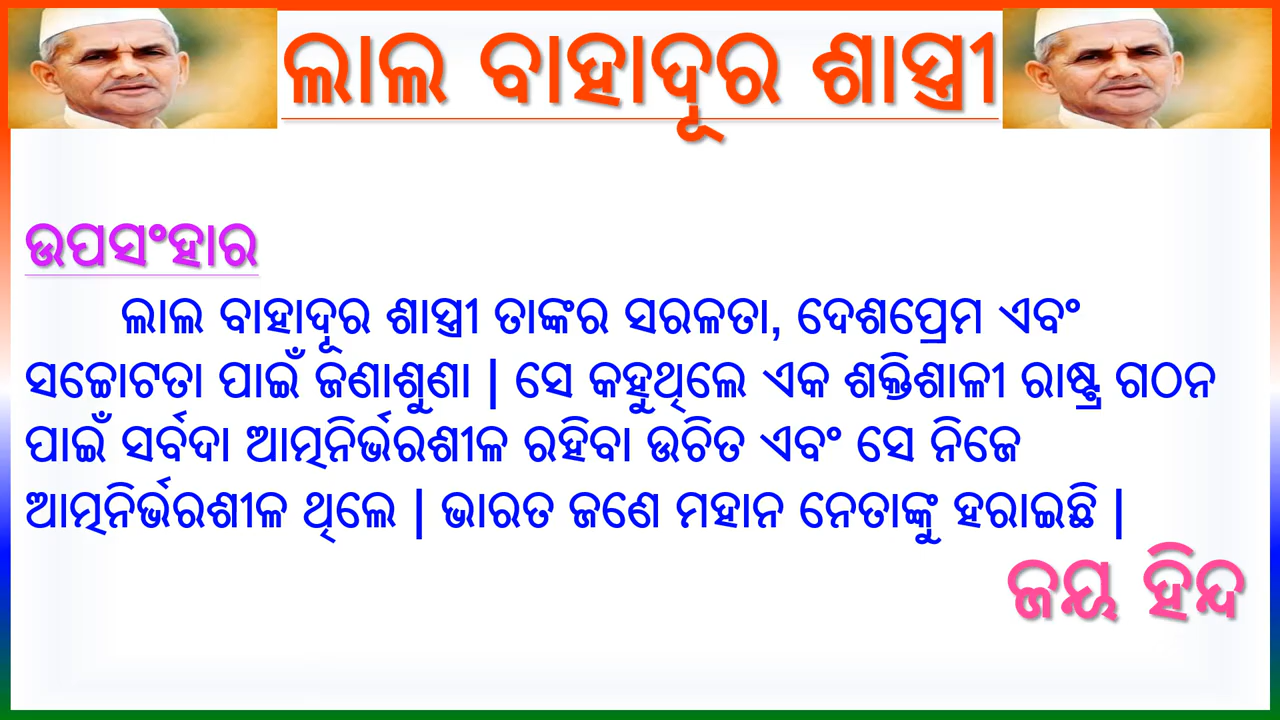 ଲାଲ ବାହାଦୂର ଶାସ୍ତ୍ରୀ
ଉପସଂହାର
ଲାଲ ବାହାଦୂର ଶାସ୍ତ୍ରୀ ତାଙ୍କର ସରଳତା, ଦେଶପ୍ରେମ ଏବଂ
ସଚ୍ଚୋଟତା ପାଇଁ ଜଣାଶୁଣା | ସେ କହୁଥିଲେ ଏକ ଶକ୍ତିଶାଳୀ ରାଷ୍ଟ୍ର ଗଠନ
ପାଇଁ ସର୍ବଦା ଆତ୍ମନିର୍ଭରଶୀଳ ରହିବା ଉଚିତ ଏବଂ ସେ ନିଜେ
ଆତ୍ମନିର୍ଭରଶୀଳ ଥିଲେ | ଭାରତ ଜଣେ ମହାନ ନେତାଙ୍କୁ ହରାଇଛି |
ଜୟ ହିନ୍ଦ